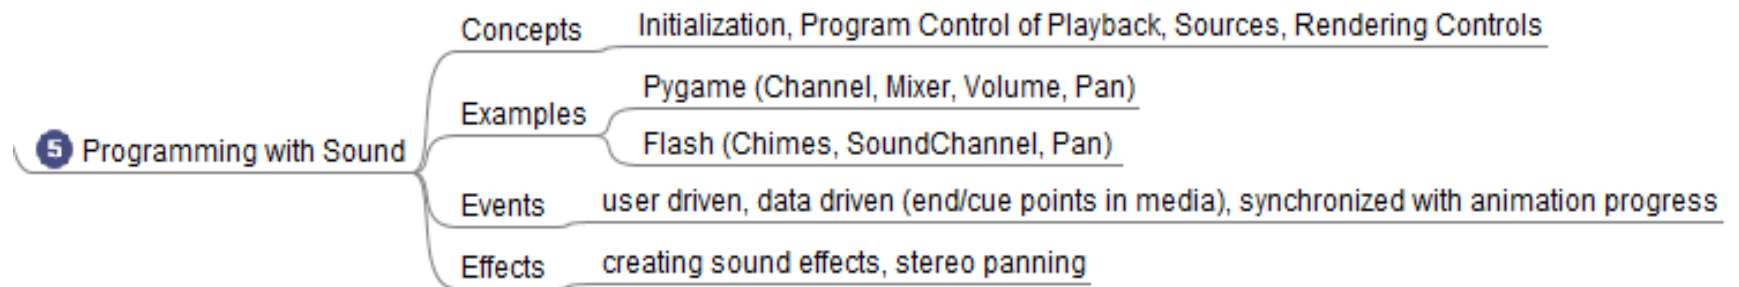 5 Programming with Sound
Concepts
Initialization, Program Control of Playback, Sources, Rendering Controls
Examples
Pygame (Channel, Mixer, Volume, Pan)
Flash (Chimes, SoundChannel, Pan)
Events
user driven, data driven (end/cue points in media), synchronized with animation progress
Effects
creating sound effects, stereo panning